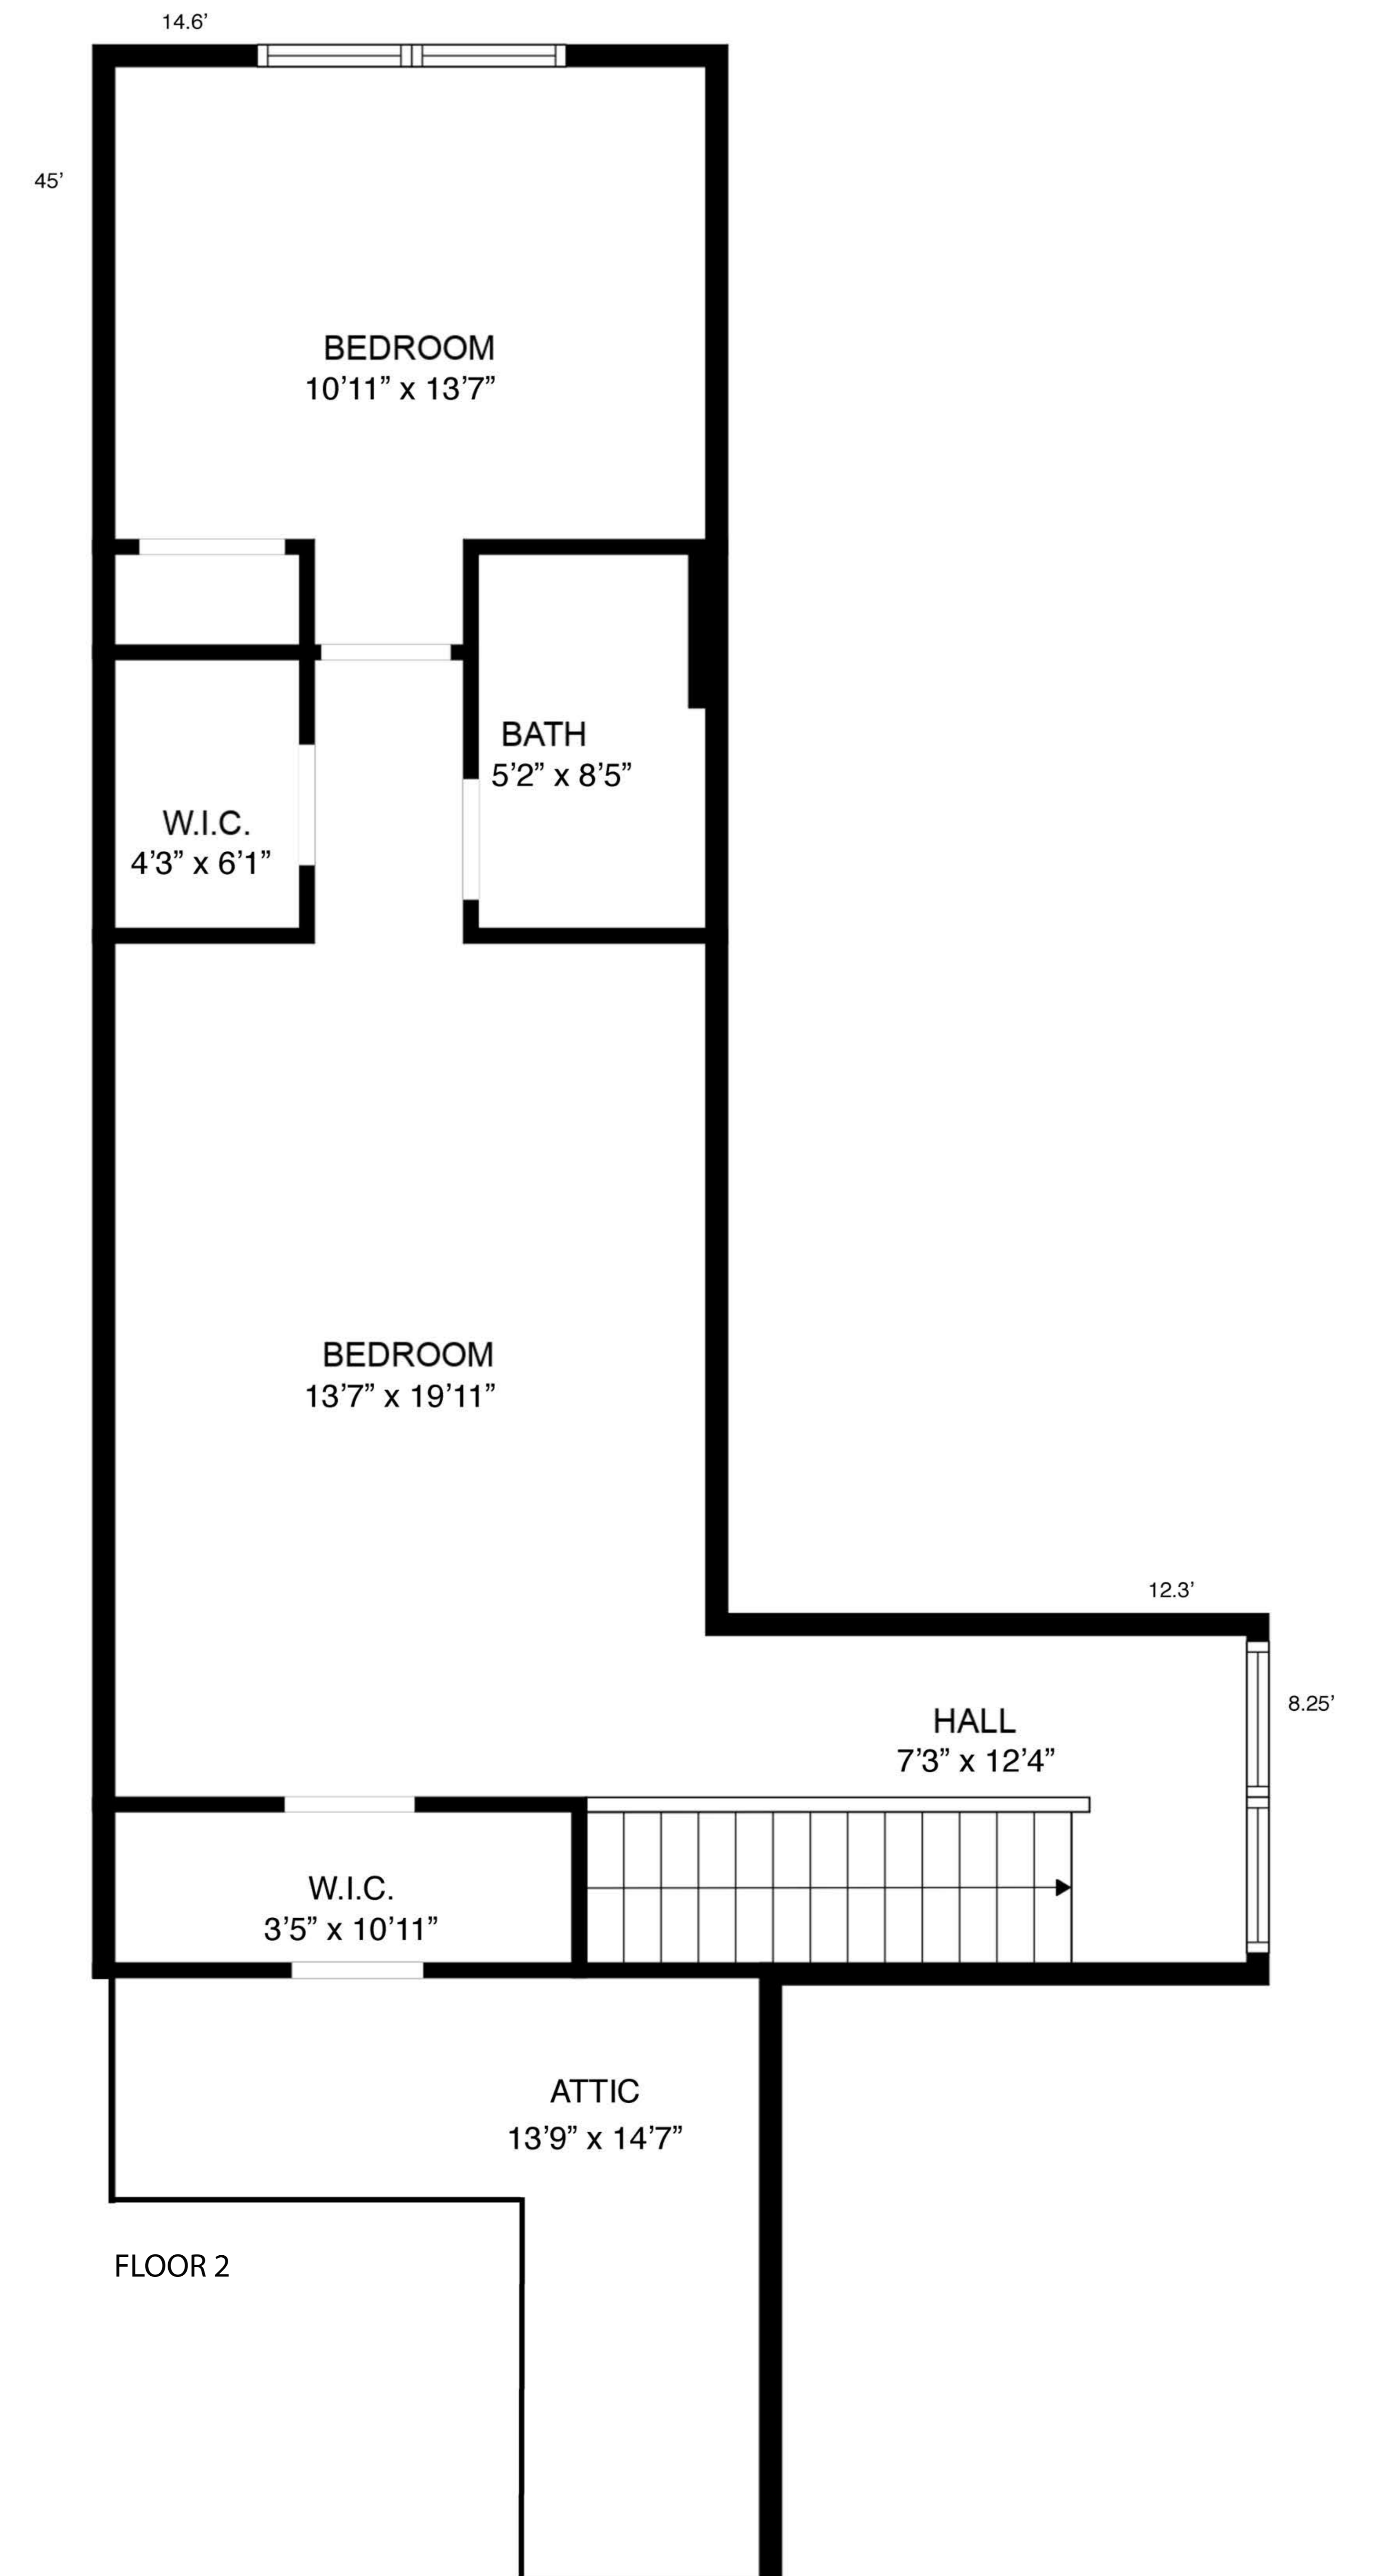 14.6’
45’
BEDROOM
10’11” x 13’7”
BATH
5’2” x 8’5”
W.I.C.
4’3” x 6’1”
BEDROOM
13’7” x 19’11”
12.3’
8.25’
HALL
7’3” x 12’4”
W.I.C.
3’5” x 10’11”
ATTIC
13’9” x 14’7”
FLOOR 2